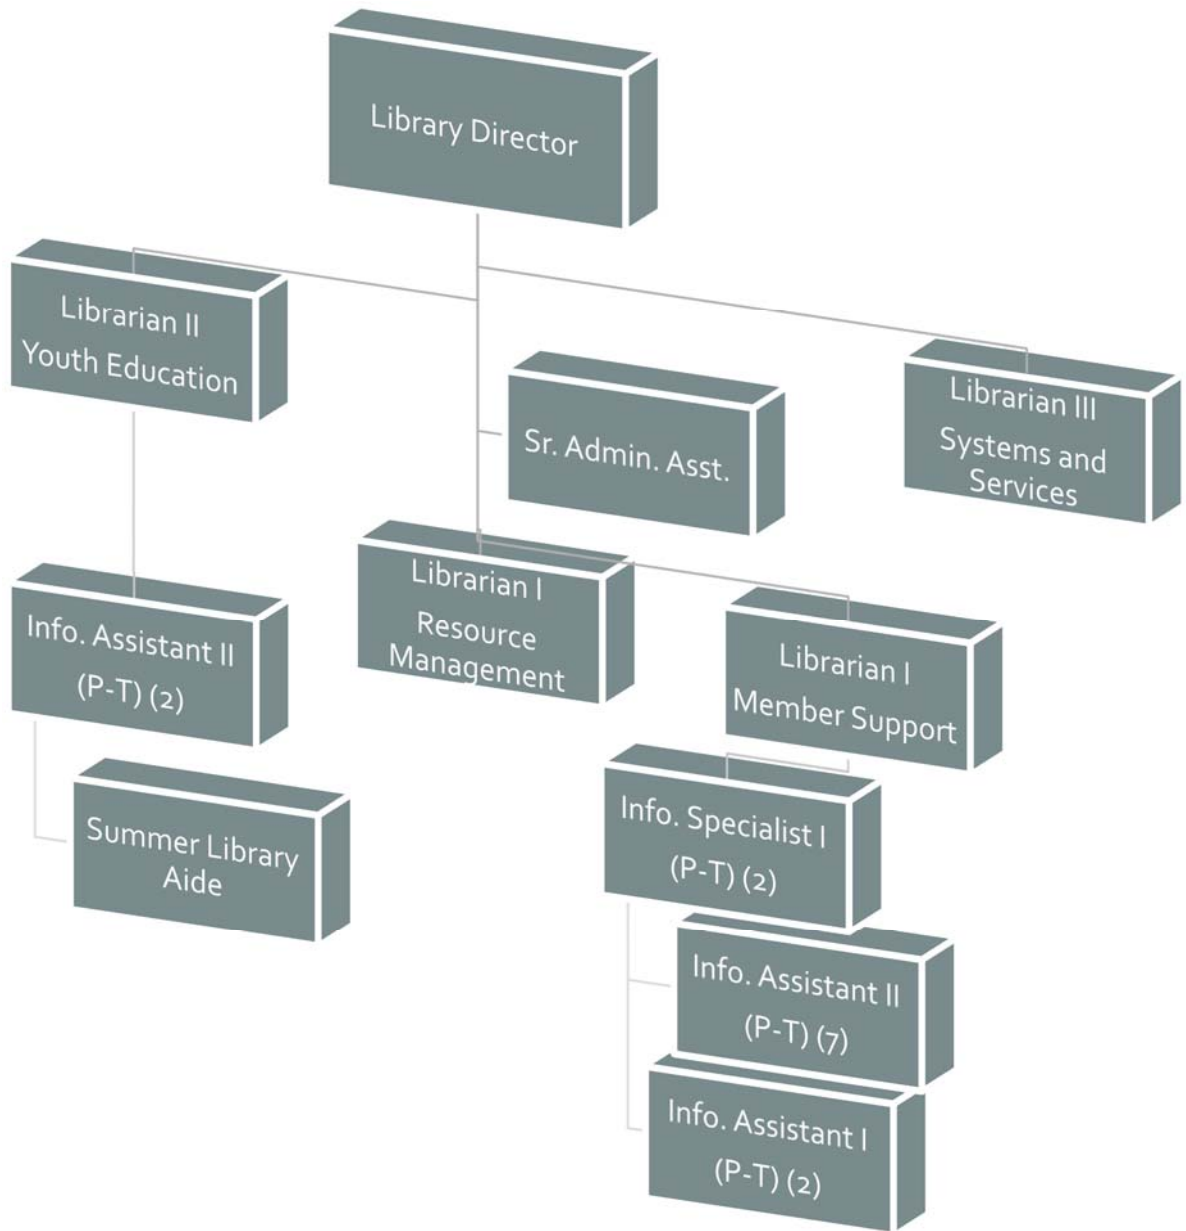 Library Director
Librarian II
Youth Education
Sr. Admin. Asst.
Librarian III
Systems and
Services
Info. Assistant II
(P-T) (2)
Librarian I
Resource
Management
Librarian I
Member Support
Summer Library
Aide
Info. Specialist I
(P-T) (2)
Info. Assistant II
(P-T) (7)
Info. Assistant I
(P-T) (2)